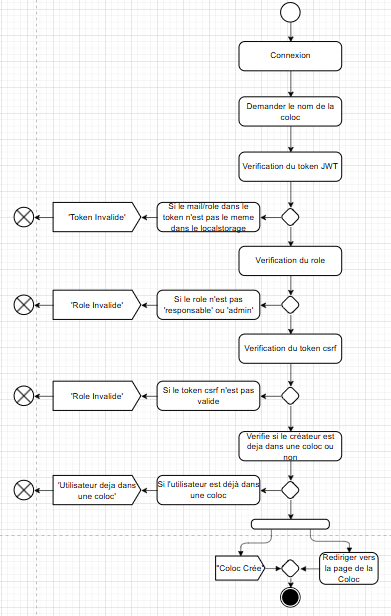 Connexion
Demander le nom de la
coloc
Verification du token JWT
'Token Invalide'
Si le mail/role dans le
token n'est pas le meme
dans le localstorage
Verification du role
'Role Invalide'
Si le role n'est pas
'responsable' ou 'admin'
Verification du token csrf
'Role Invalide'
Si le token csrf n'est pas
valide
Verifie si le créateur est
deja dans une coloc ou
non
'Utilisateur deja dans
une coloc'
Si l'utilisateur est déjà dans
une coloc
"Coloc Crée"
Rediriger vers
la page de la
Coloc